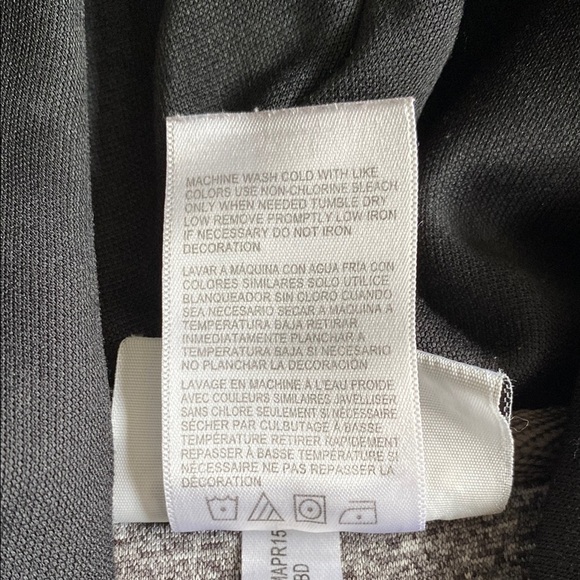 MACHINE WASH COLD WITH LIKE
COLORS USE NON-CHLORINE BLEACH
ONLY WHEN NEEDED TUMBLE DRY
LOW REMOVE PROMPTLY LOW IRON
IF NECESSARY DO NOT IRON
DECORATION
LAVAR A MÁQUINA CON AGUA FRÍA CON
COLORES SIMILARES SOLO UTILICE
BLANQUEADOR SIN CLORO CUANDO
SEA NECESARIO SECAR A MÁQUINA A
TEMPERATURA BAJA RETIRAR
INMEDIATAMENTE PLANCHAR A
TEMPERATURA BAJA SI NECESARIO
NO PLANCHAR LA DECORACIÓN
LAVAGE EN MACHINE À L'EAU FROIDE
AVEC COULEURS SIMILAIRES JAVELLISER
SANS CHLORE SEULEMENT SI NÉCESSAIRE
SÉCHER PAR CULBUTAGE À BASSE
TEMPÉRATURE RETIRER RAPIDEMENT
REPASSER À BASSE TEMPÉRATURE SI
NÉCESSAIRE NE PAS REPASSER LA
DÉCORATION
MAPR15
BD